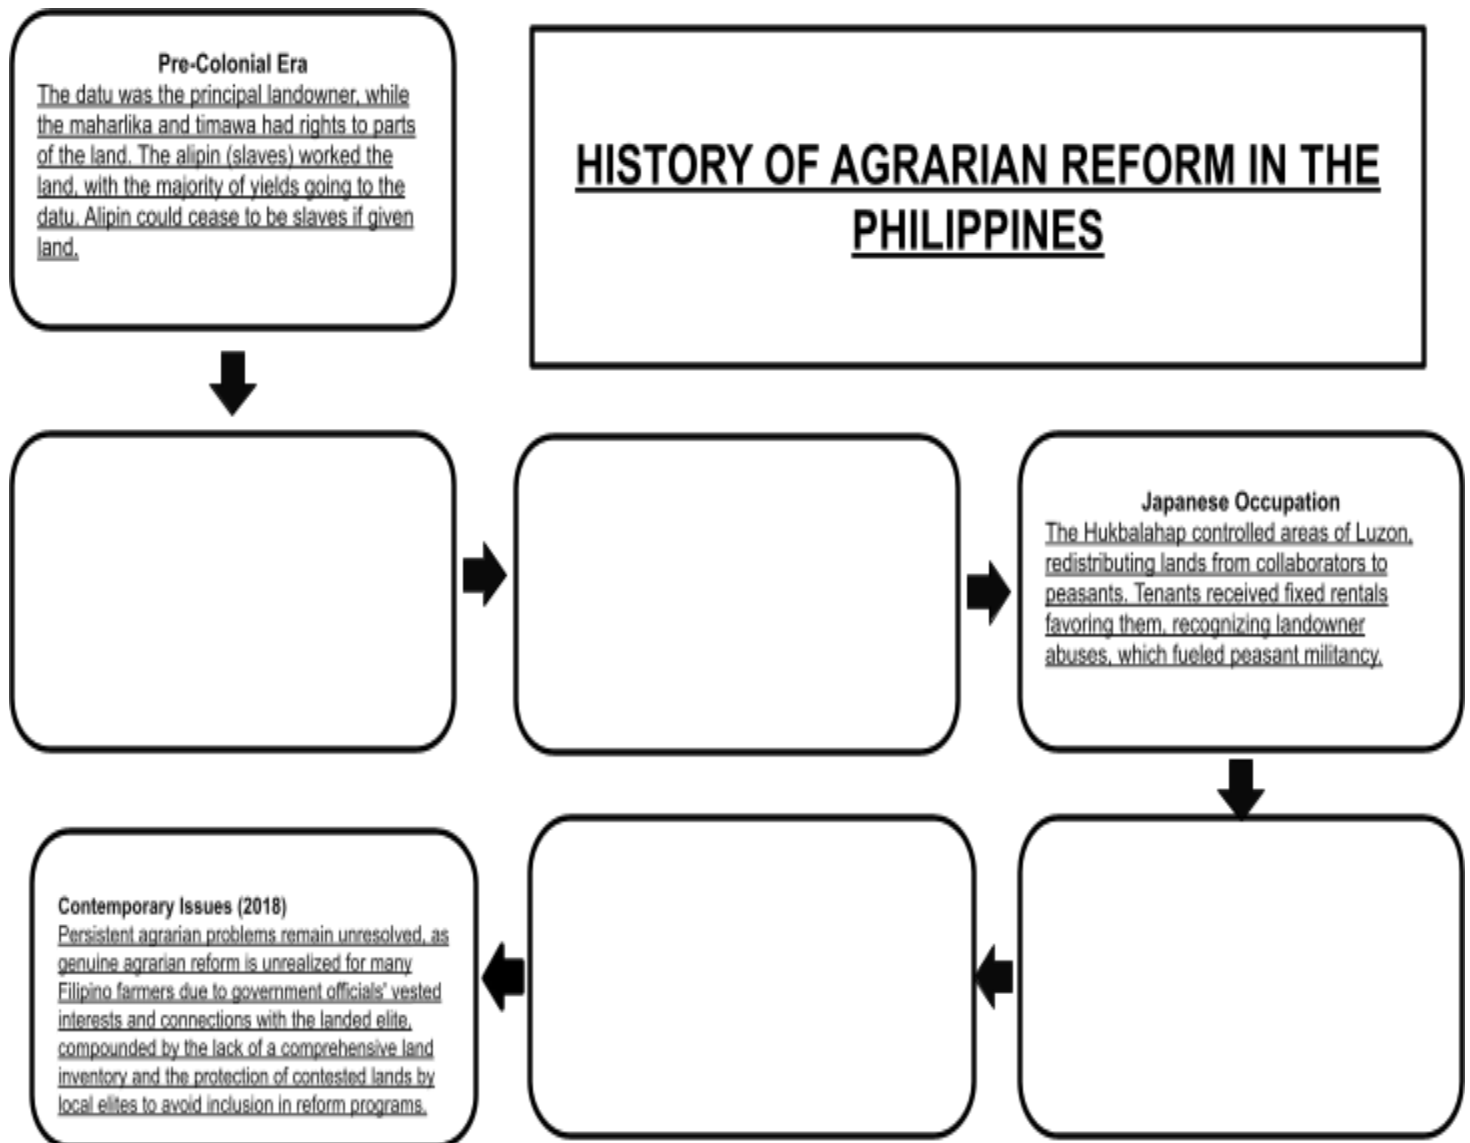 Pre-Colonial Era
The datu was the principal landowner, while
the maharlika and timawa had rights to parts
of the land. The alipin (slaves) worked the
land, with the majority of yields going to the
datu. Alipin could cease to be slaves if given
land.
HISTORY OF AGRARIAN REFORM IN THE
PHILIPPINES
Japanese Occupation
The Hukbalahap controlled areas of Luzon,
redistributing lands from collaborators to
peasants. Tenants received fixed rentals
favoring them, recognizing landowner
abuses, which fueled peasant militancy.
Contemporary Issues (2018)
Persistent agrarian problems remain unresolved, as
genuine agrarian reform is unrealized for many
Filipino farmers due to government officials' vested
interests and connections with the landed elite,
compounded by the lack of a comprehensive land
inventory and the protection of contested lands by
local elites to avoid inclusion in reform programs.